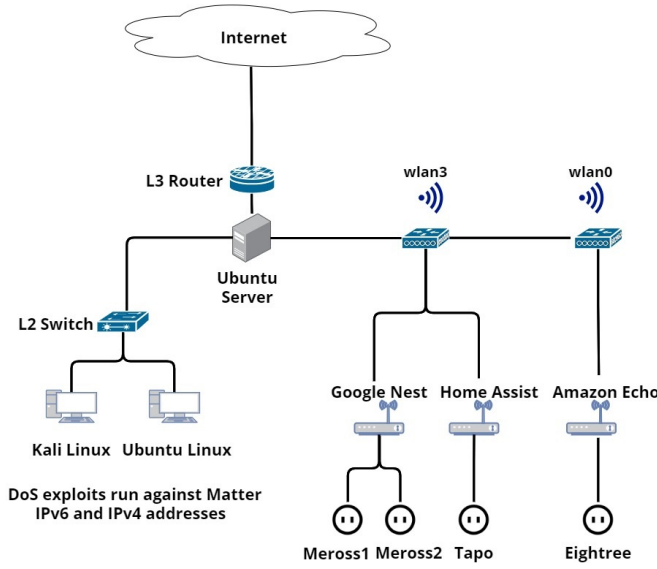 Internet
wlan3
wlan0
L3 Router
Ubuntu
Server
L2 Switch
Google Nest
Home Assist
Amazon Echo
Kali Linux
Ubuntu Linux
DoS exploits run against Matter
IPv6 and IPv4 addresses
Meross1
Meross2
Tapo
Eightree